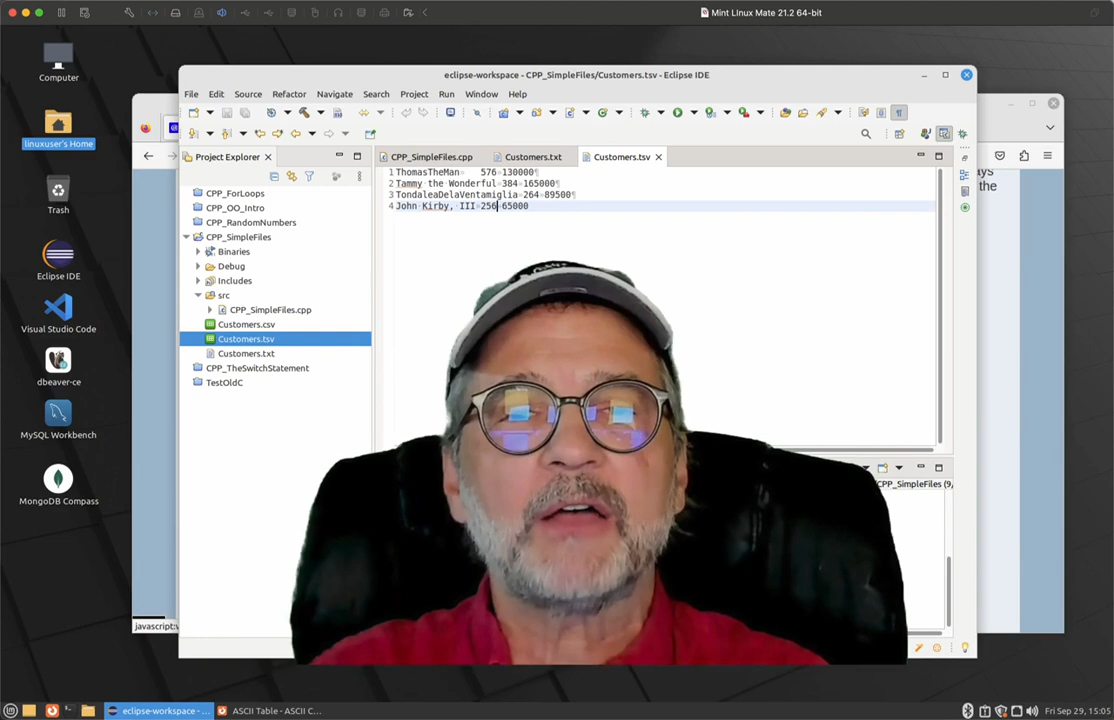 Mint LInux Mate 21.2 64-bit
Computer
linuxuser's Home
Trash
Eclipse IDE
Visual Studio Code
dbeaver-ce
MySQL Workbench
MongoDB Compass
eclipse-workspace - CPP_SimpleFiles/Customers.tsv - Eclipse IDE
File Edit Source Refactor Navigate Search Project Run Window Help
Project Explorer
CPP_SimpleFiles.cpp Customers.txt Customers.tsv
CPP_ForLoops
CPP_OO_Intro
CPP_RandomNumbers
CPP_SimpleFiles
Binaries
Debug
Includes
src
CPP_SimpleFiles.cpp
Customers.csv
Customers.tsv
Customers.txt
CPP_TheSwitchStatement
TestOldC
1 ThomasTheMan 576 130000
2 Tammy the Wonderful 384 165000
3 TondaleaDelaVentamiglia 264 89500
4 John Kirby, III 256 65000
the
CPP_SimpleFiles (9/
javascript:v
eclipse-workspace - ...
ASCII Table - ASCII C...
Fri Sep 29, 15:05